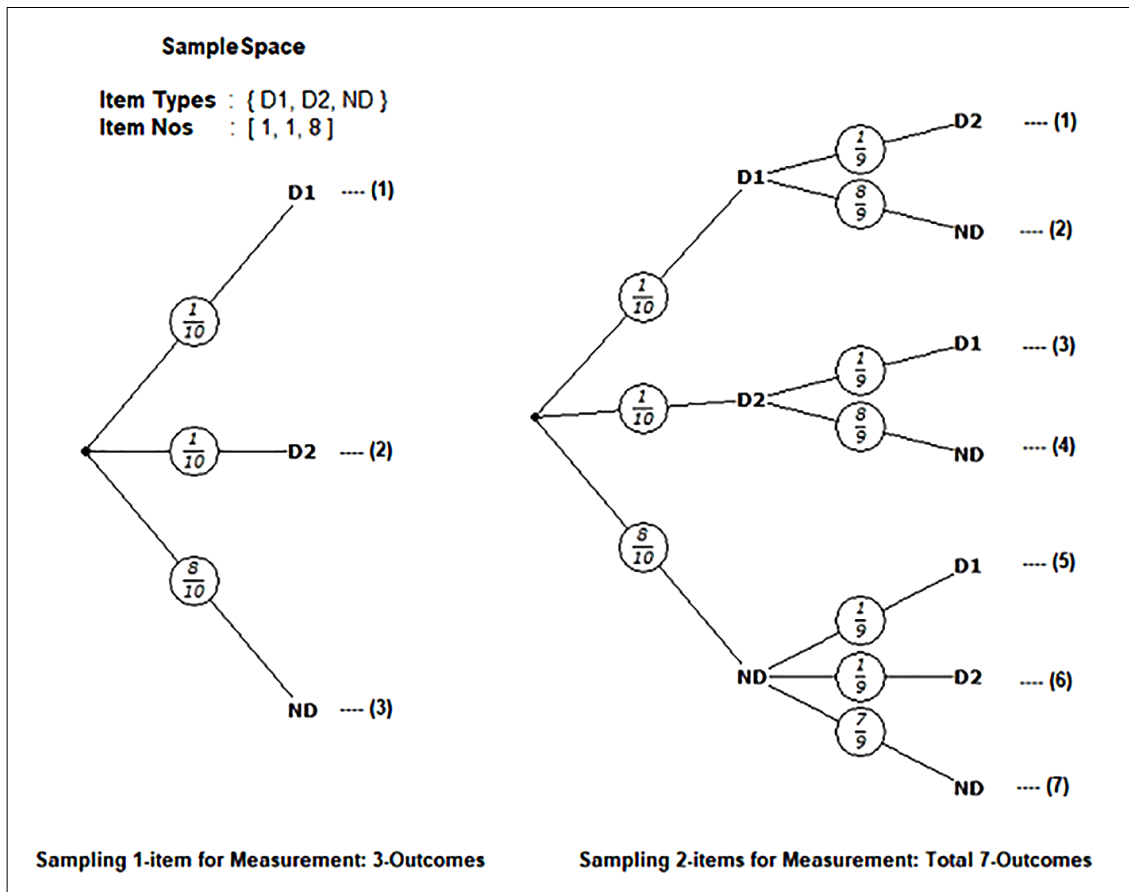 Sample Space
Item Types : { D1, D2, ND }
Item Nos : [ 1, 1, 8 ]
D1 ---- (1)
1/10
1/10
D2 ---- (2)
8/10
ND ---- (3)
Sampling 1-item for Measurement: 3-Outcomes
D2 ---- (1)
1/9
D1
8/9
ND ---- (2)
1/10
D1 ---- (3)
1/9
1/10
D2
8/9
ND ---- (4)
8/10
D1 ---- (5)
1/9
ND
1/9
D2 ---- (6)
7/9
ND ---- (7)
Sampling 2-items for Measurement: Total 7-Outcomes